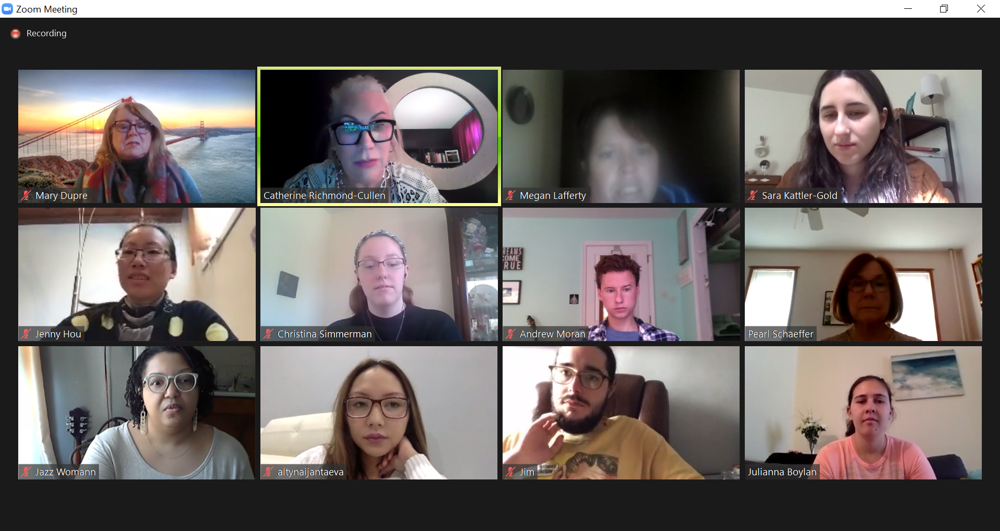 Zoom Meeting
Recording
Mary Dupre
Catherine Richmond-Cullen
Megan Lafferty
Sara Kattler-Gold
Jenny Hou
Christina Simmerman
REAMS
COME
RUE
Andrew Moran
Pearl Schaeffer
Jazz Womann
altynaijantaeva
Jim
Julianna Boylan